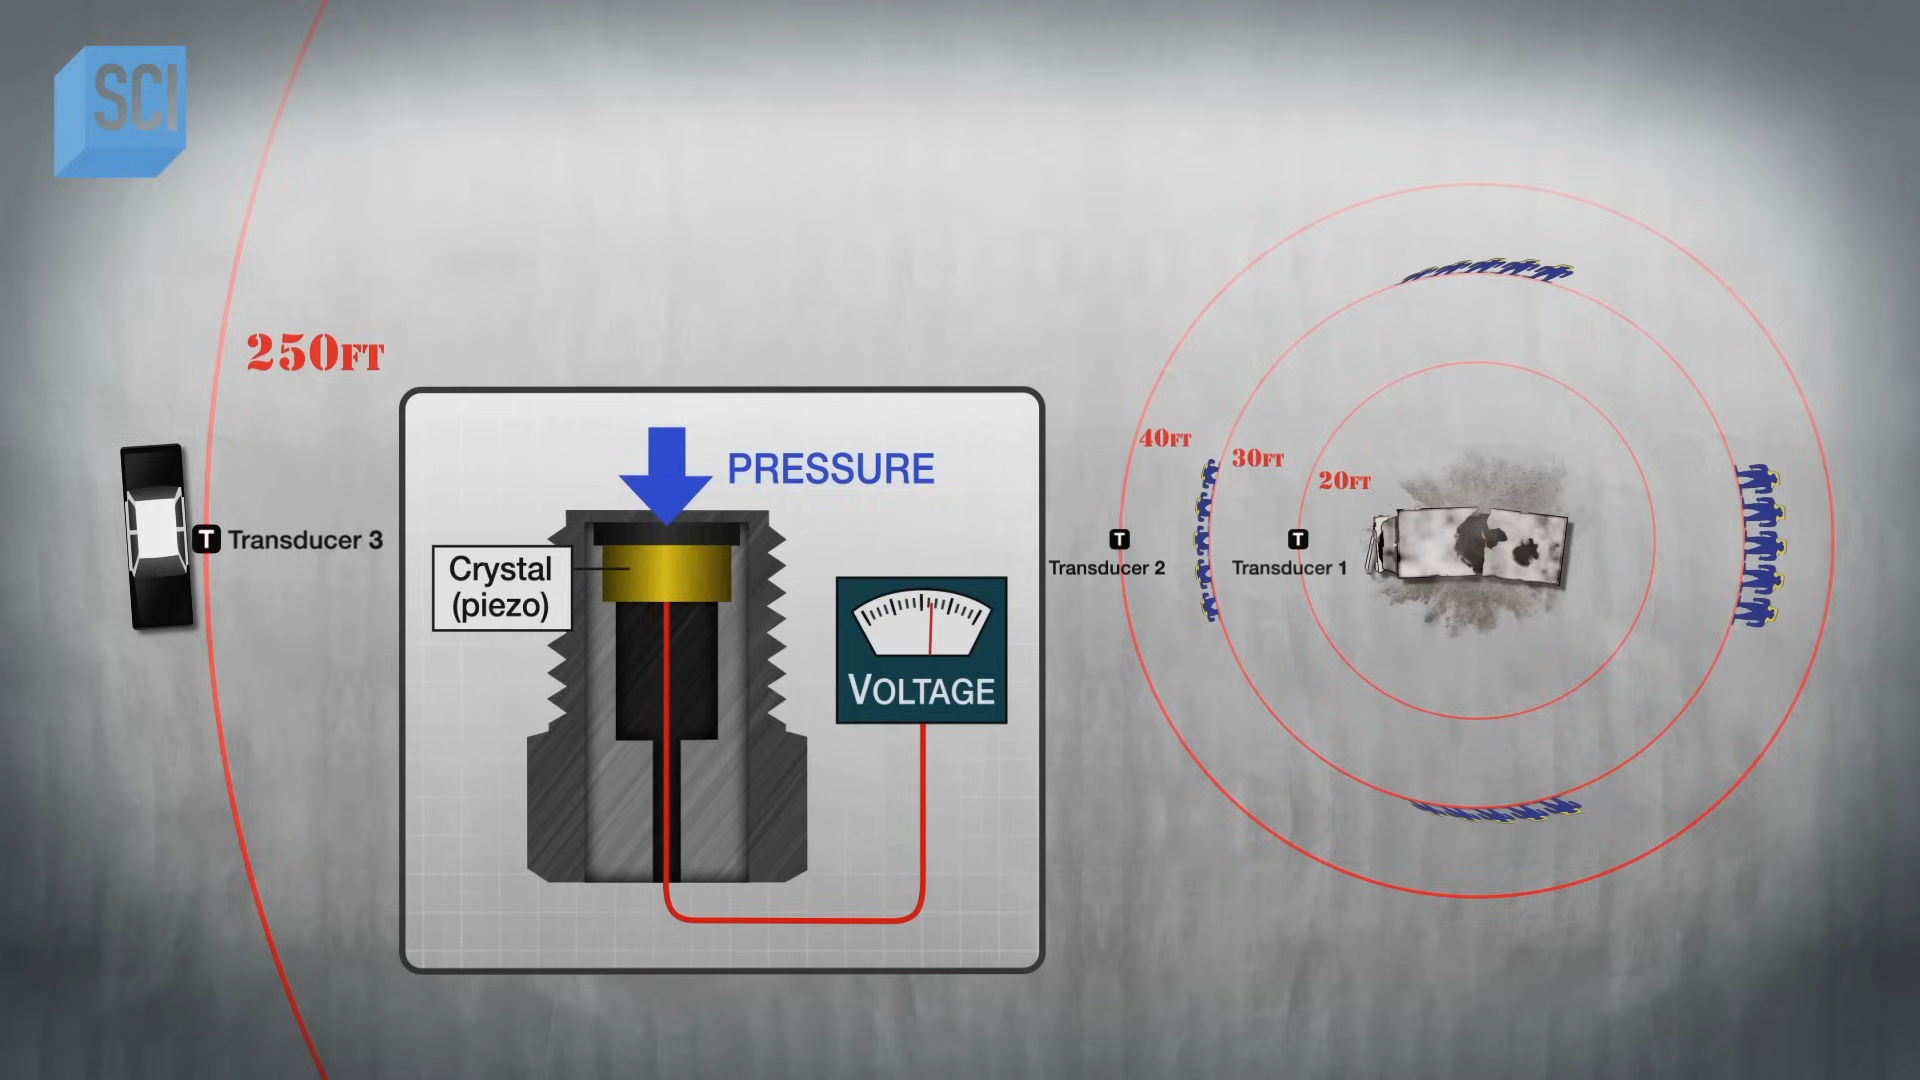 SCI
250FT
PRESSURE
Crystal
(piezo)
VOLTAGE
Transducer 3
T
40FT
30FT
20FT
T
T
Transducer 2
Transducer 1